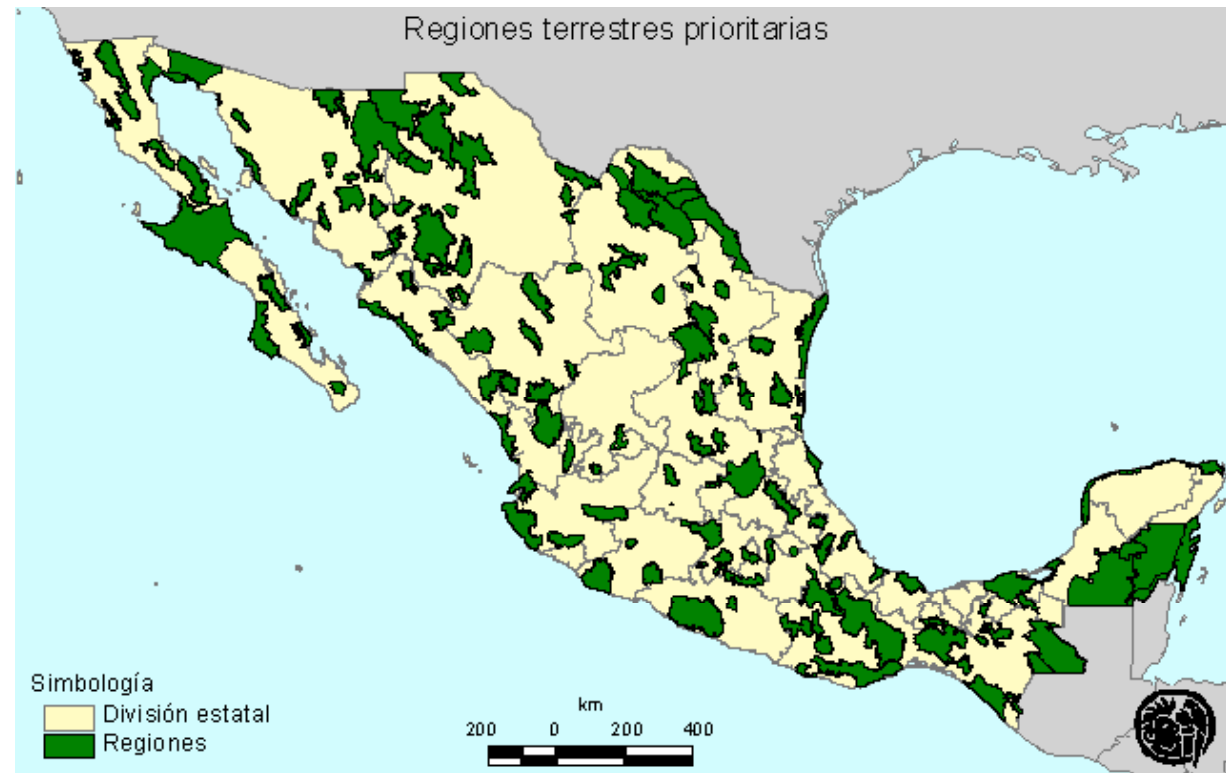 Regiones terrestres prioritarias
Simbología
División estatal
Regiones
km
200 0 200 400